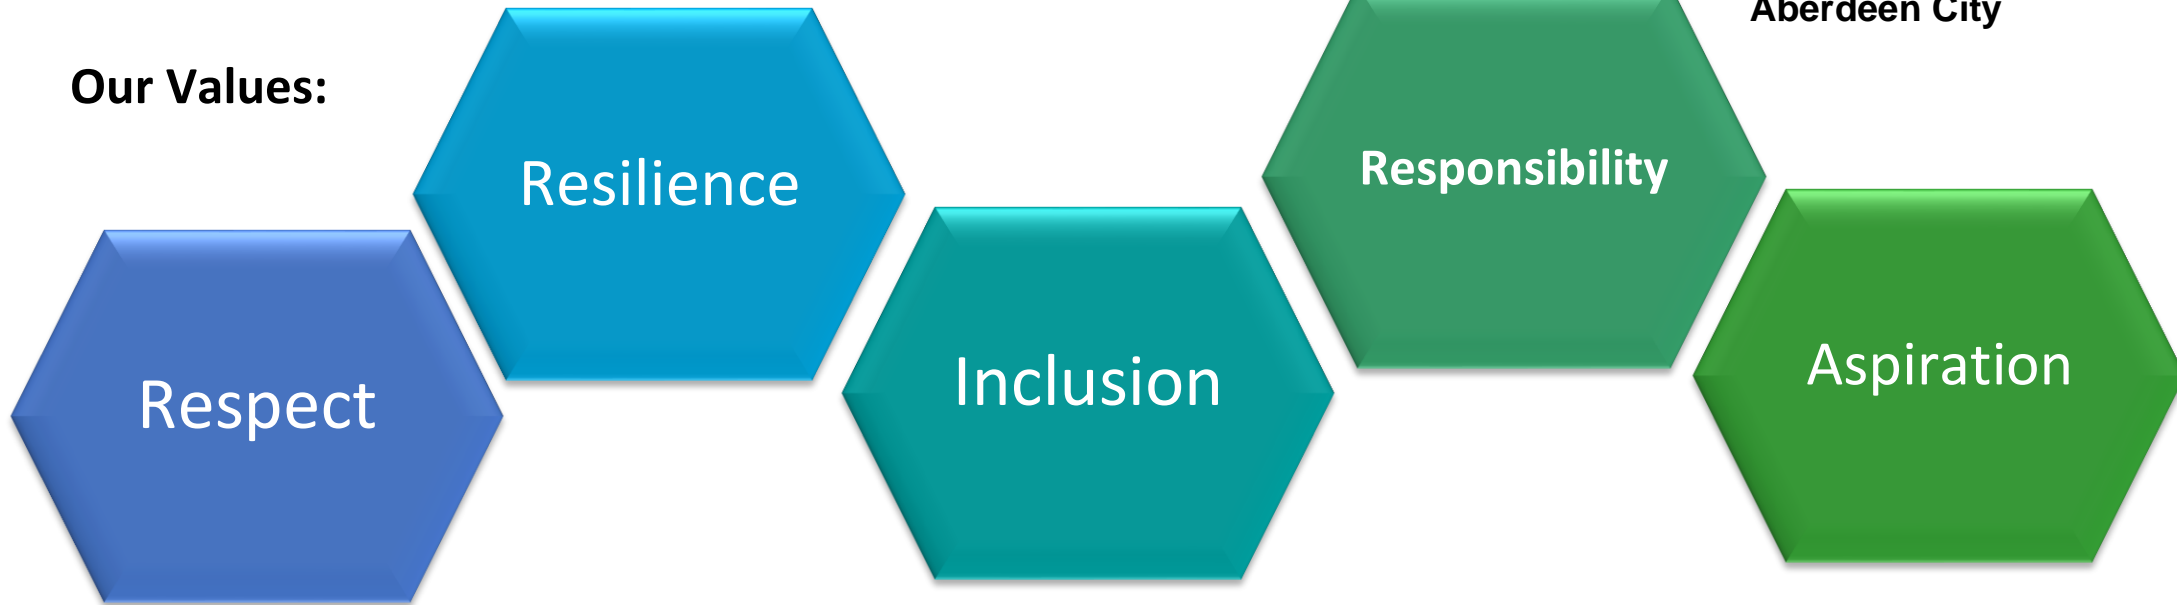 Aberdeen City
Our Values:
Resilience
Responsibility
Respect
Inclusion
Aspiration